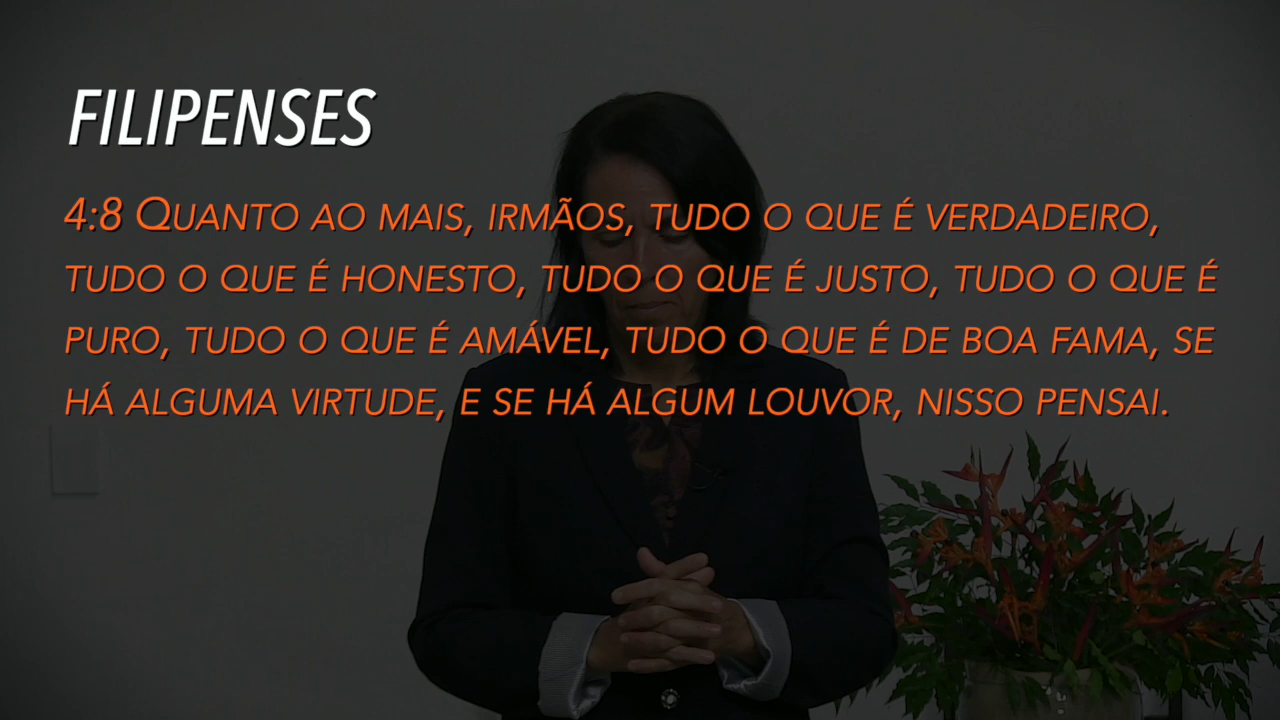 FILIPENSES
4:8 QUANTO AO MAIS, IRMÃOS, TUDO O QUE É VERDADEIRO,
TUDO O QUE É HONESTO, TUDO O QUE É JUSTO, TUDO O QUE É
PURO, TUDO O QUE É AMÁVEL, TUDO O QUE É DE BOA FAMA, SE
HÁ ALGUMA VIRTUDE, E SE HÁ ALGUM LOUVOR, NISSO PENSAI.